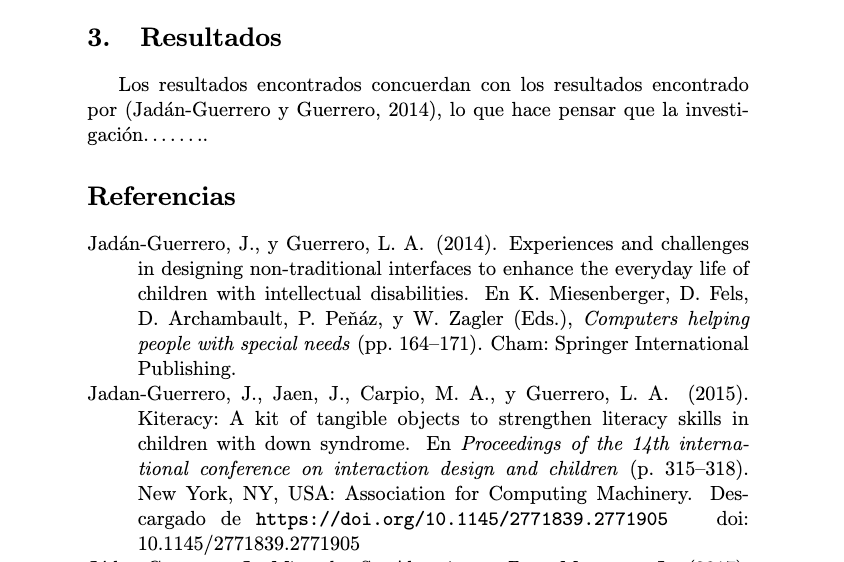 3. Resultados
Los resultados encontrados concuerdan con los resultados encontrado
por (Jadán-Guerrero y Guerrero, 2014), lo que hace pensar que la investi-
gación........
Referencias
Jadán-Guerrero, J., y Guerrero, L. A. (2014). Experiences and challenges
in designing non-traditional interfaces to enhance the everyday life of
children with intellectual disabilities. En K. Miesenberger, D. Fels,
D. Archambault, P. Peňáz, y W. Zagler (Eds.), Computers helping
people with special needs (pp. 164–171). Cham: Springer International
Publishing.
Jadan-Guerrero, J., Jaen, J., Carpio, M. A., y Guerrero, L. A. (2015).
Kiteracy: A kit of tangible objects to strengthen literacy skills in
children with down syndrome. En Proceedings of the 14th interna-
tional conference on interaction design and children (p. 315–318).
New York, NY, USA: Association for Computing Machinery. Des-
cargado de https://doi.org/10.1145/2771839.2771905 doi:
10.1145/2771839.2771905